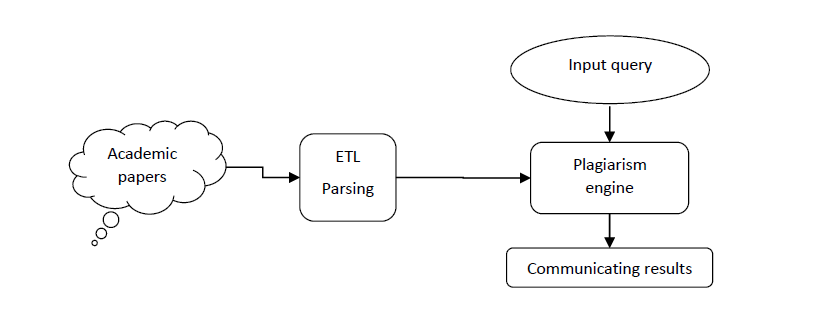 Input query
Academic
papers
ETL
Parsing
Plagiarism
engine
Communicating results